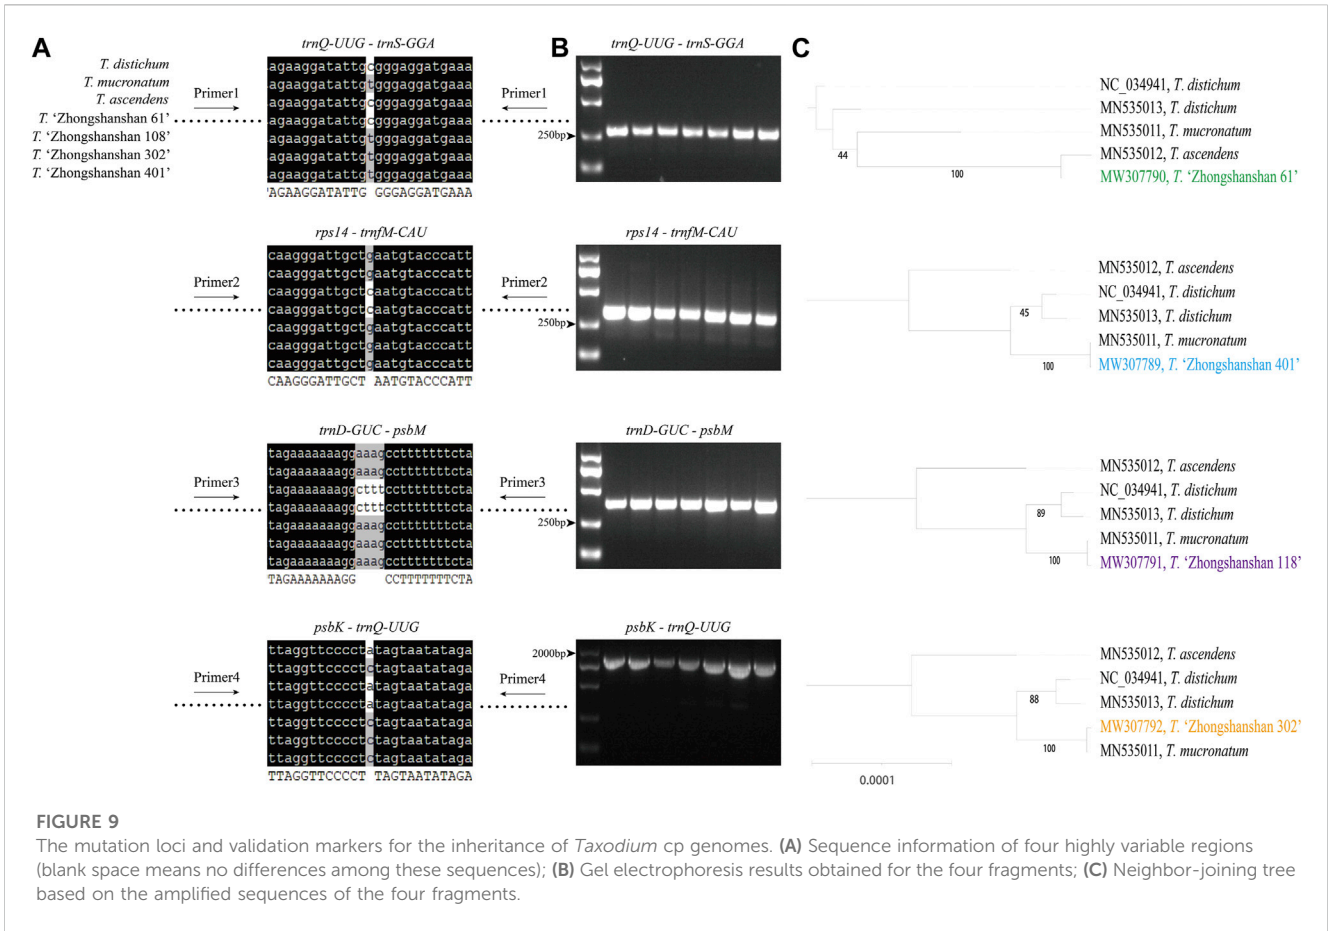 A
trnQ-UUG - trnS-GGA
T. distichum
T. mucronatum
T. ascendens
T. 'Zhongshanshan 61'
T. 'Zhongshanshan 108'
T. 'Zhongshanshan 302'
T. 'Zhongshanshan 401'
Primer1
agaaggatattgcgggaggatgaaa
agaaggatattgtgggaggatgaaa
agaaggatattgcgggaggatgaaa
agaaggatattgcgggaggatgaaa
agaaggatattgtgggaggatgaaa
agaaggatattgtgggaggatgaaa
agaaggatattgtgggaggatgaaa
AGAAGGATATTG GGGAGGATGAAA
Primer1
rps14 - trnfM-CAU
Primer2
caagggattgctgaatgtacccatt
caagggattgctgaatgtacccatt
caagggattgctcaatgtacccatt
caagggattgctcaatgtacccatt
caagggattgctgaatgtacccatt
caagggattgctgaatgtacccatt
caagggattgctgaatgtacccatt
CAAGGGATTGCT AATGTACCCATT
Primer2
trnD-GUC - psbM
Primer3
tagaaaaaaaggaaagcctttttttcta
tagaaaaaaaggaaagcctttttttcta
tagaaaaaaaggctttcctttttttcta
tagaaaaaaaggctttcctttttttcta
tagaaaaaaaggaaagcctttttttcta
tagaaaaaaaggaaagcctttttttcta
tagaaaaaaaggaaagcctttttttcta
TAGAAAAAAAGG CCTTTTTTTCTA
Primer3
psbK - trnQ-UUG
Primer4
ttaggttcccctatagtaatataga
ttaggttcccctctagtaatataga
ttaggttcccctatagtaatataga
ttaggttcccctatagtaatataga
ttaggttcccctctagtaatataga
ttaggttcccctctagtaatataga
ttaggttcccctctagtaatataga
TTAGGTTCCCCT TAGTAATATAGA
Primer4
B
trnQ-UUG - trnS-GGA
250bp
rps14 - trnfM-CAU
250bp
trnD-GUC - psbM
250bp
psbK - trnQ-UUG
2000bp
C
NC_034941, T. distichum
MN535013, T. distichum
MN535011, T. mucronatum
44
MN535012, T. ascendens
100
MW307790, T. 'Zhongshanshan 61'
MN535012, T. ascendens
NC_034941, T. distichum
45
MN535013, T. distichum
MN535011, T. mucronatum
100
MW307789, T. 'Zhongshanshan 401'
MN535012, T. ascendens
NC_034941, T. distichum
89
MN535013, T. distichum
MN535011, T. mucronatum
100
MW307791, T. 'Zhongshanshan 118'
MN535012, T. ascendens
NC_034941, T. distichum
88
MN535013, T. distichum
MW307792, T. 'Zhongshanshan 302'
100
MN535011, T. mucronatum
0.0001
FIGURE 9
The mutation loci and validation markers for the inheritance of Taxodium cp genomes. (A) Sequence information of four highly variable regions
(blank space means no differences among these sequences); (B) Gel electrophoresis results obtained for the four fragments; (C) Neighbor-joining tree
based on the amplified sequences of the four fragments.